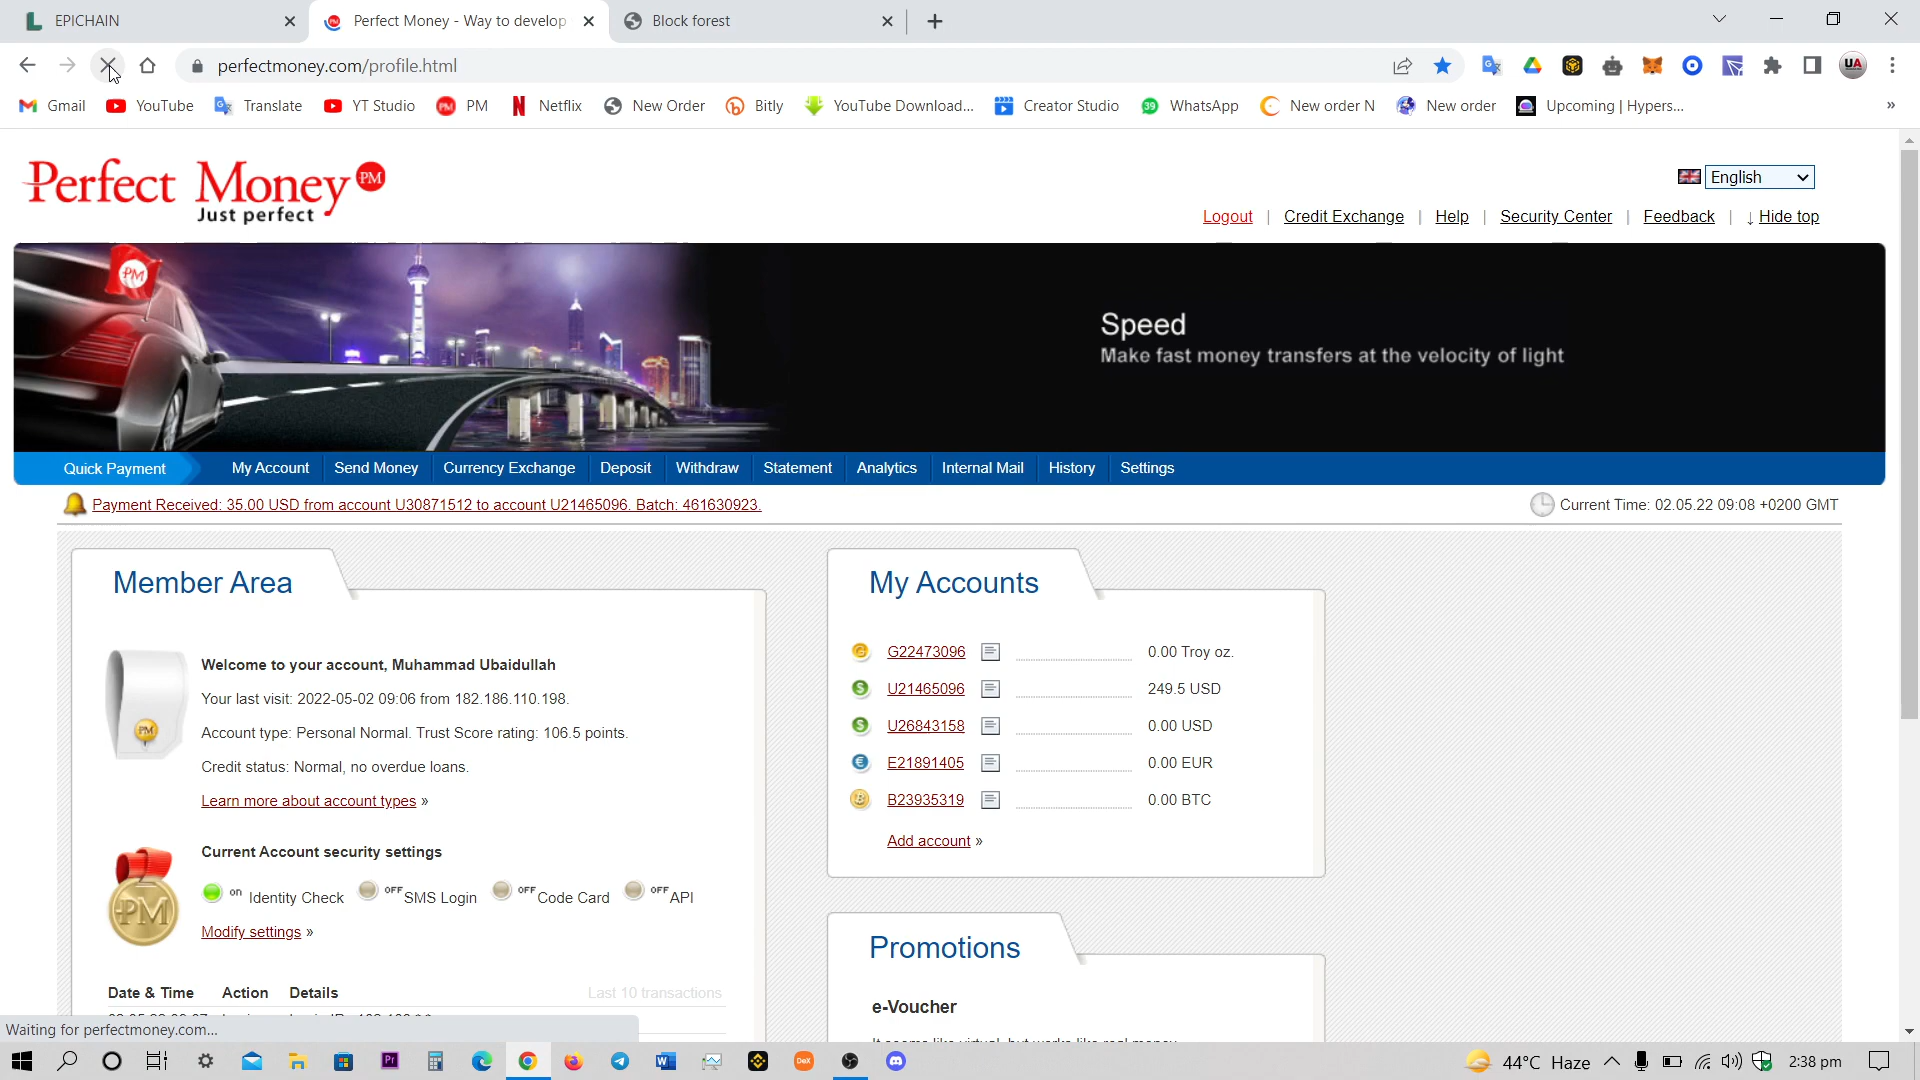 EPICHAIN
Perfect Money - Way to develop
Block forest
perfectmoney.com/profile.html
UA
Gmail
YouTube
Translate
YT Studio
PM
Netflix
New Order
Bitly
YouTube Download...
Creator Studio
WhatsApp
New order N
New order
Upcoming | Hypers...
»
Perfect Money PM
Just perfect
English
Logout | Credit Exchange | Help | Security Center | Feedback | ↓ Hide top
PM
Speed
Make fast money transfers at the velocity of light
Quick Payment
My Account
Send Money
Currency Exchange
Deposit
Withdraw
Statement
Analytics
Internal Mail
History
Settings
Payment Received: 35.00 USD from account U30871512 to account U21465096. Batch: 461630923.
Current Time: 02.05.22 09:08 +0200 GMT
Member Area
Welcome to your account, Muhammad Ubaidullah
Your last visit: 2022-05-02 09:06 from 182.186.110.198.
Account type: Personal Normal. Trust Score rating: 106.5 points.
Credit status: Normal, no overdue loans.
Learn more about account types »
PM
Current Account security settings
on Identity Check OFF SMS Login OFF Code Card OFF API
Modify settings »
PM
Date & Time Action Details Last 10 transactions
My Accounts
G22473096 0.00 Troy oz.
U21465096 249.5 USD
U26843158 0.00 USD
E21891405 0.00 EUR
B23935319 0.00 BTC
Add account »
Promotions
e-Voucher
Waiting for perfectmoney.com...
Pr
DeX
44°C Haze
2:38 pm